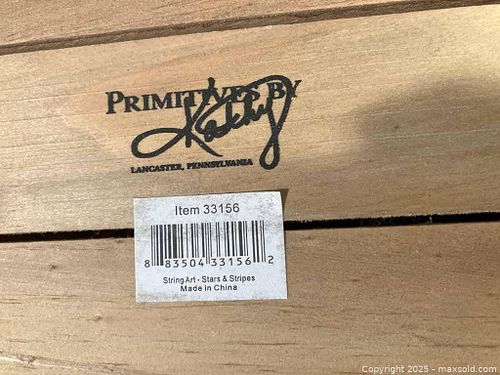 PRIMITIVES BY
Kathy
LANCASTER, PENNSYLVANIA
Item 33156
8 83504 33156 2
String Art - Stars & Stripes
Made in China
Copyright 2025 - maxsold.com